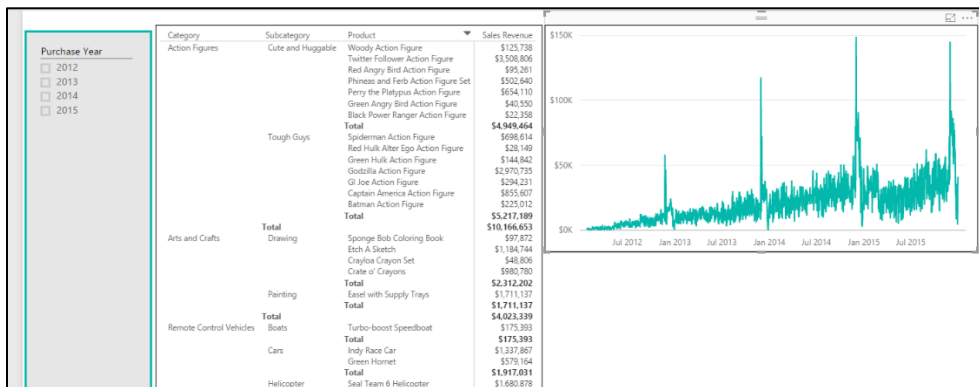 Purchase Year
2012
2013
2014
2015
Category Subcategory Product Sales Revenue
Action Figures Cute and Huggable Woody Action Figure $125,738
Twitter Follower Action Figure $3,508,806
Red Angry Bird Action Figure $95,261
Phineas and Ferb Action Figure Set $502,640
Perry the Platypus Action Figure $654,110
Green Angry Bird Action Figure $40,550
Black Power Ranger Action Figure $22,358
Total $4,949,464
Tough Guys Spiderman Action Figure $698,614
Red Hulk Alter Ego Action Figure $28,149
Green Hulk Action Figure $144,842
Godzilla Action Figure $2,970,735
GI Joe Action Figure $294,231
Captain America Action Figure $855,607
Batman Action Figure $225,012
Total $5,217,189
Total $10,166,653
Arts and Crafts Drawing Sponge Bob Coloring Book $97,872
Etch A Sketch $1,184,744
Crayloa Crayon Set $48,806
Crate o' Crayons $980,780
Total $2,312,202
Painting Easel with Supply Trays $1,711,137
Total $1,711,137
Total $4,023,339
Remote Control Vehicles Boats Turbo-boost Speedboat $175,393
Total $175,393
Cars Indy Race Car $1,337,867
Green Hornet $579,164
Total $1,917,031
Helicopter Seal Team 6 Helicopter $1,680,878
$150K
$100K
$50K
$0K
Jul 2012 Jan 2013 Jul 2013 Jan 2014 Jul 2014 Jan 2015 Jul 2015